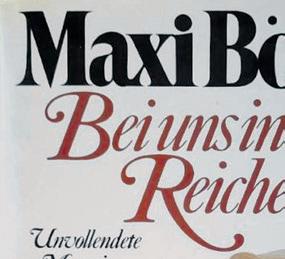 Maxi Bö
Bei uns in
Reiche
Unvollendete